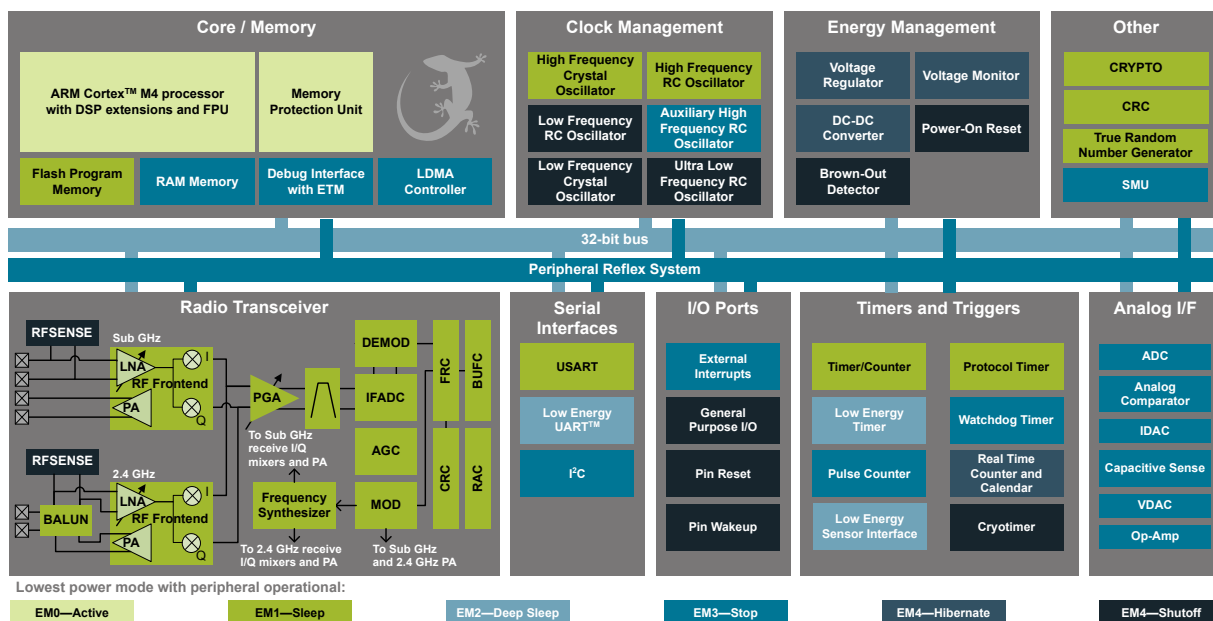 Core / Memory
ARM Cortex™ M4 processor
with DSP extensions and FPU
Memory
Protection Unit
Flash Program
Memory
RAM Memory
Debug Interface
with ETM
LDMA
Controller
Clock Management
High Frequency
Crystal
Oscillator
High Frequency
RC Oscillator
Low Frequency
RC Oscillator
Auxiliary High
Frequency RC
Oscillator
Low Frequency
Crystal
Oscillator
Ultra Low
Frequency RC
Oscillator
Energy Management
Voltage
Regulator
Voltage Monitor
DC-DC
Converter
Power-On Reset
Brown-Out
Detector
Other
CRYPTO
CRC
True Random
Number Generator
SMU
32-bit bus
Peripheral Reflex System
Radio Transceiver
RFSENSE
Sub GHz
LNA
RF Frontend
PA
I
Q
RFSENSE
2.4 GHz
BALUN
LNA
RF Frontend
PA
I
Q
PGA
To Sub GHz
receive I/Q
mixers and PA
Frequency
Synthesizer
To 2.4 GHz receive
I/Q mixers and PA
DEMOD
IFADC
AGC
MOD
To Sub GHz
and 2.4 GHz PA
FRC
BUFC
CRC
RAC
Serial
Interfaces
USART
Low Energy
UART™
I²C
I/O Ports
External
Interrupts
General
Purpose I/O
Pin Reset
Pin Wakeup
Timers and Triggers
Timer/Counter
Protocol Timer
Low Energy
Timer
Watchdog Timer
Pulse Counter
Real Time
Counter and
Calendar
Low Energy
Sensor Interface
Cryotimer
Analog I/F
ADC
Analog
Comparator
IDAC
Capacitive Sense
VDAC
Op-Amp
Lowest power mode with peripheral operational:
EM0—Active
EM1—Sleep
EM2—Deep Sleep
EM3—Stop
EM4—Hibernate
EM4—Shutoff